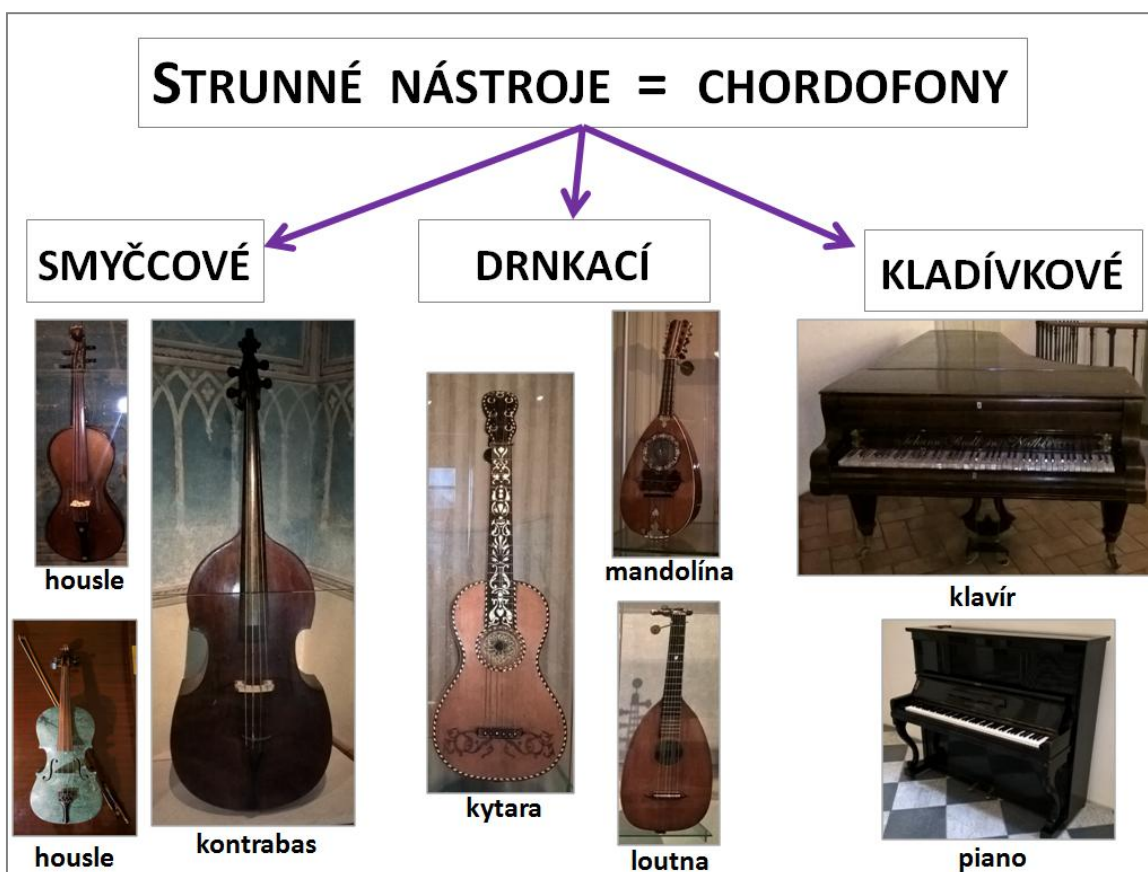 STRUNNÉ NÁSTROJE = CHORDOFONY
SMYČCOVÉ
DRNKACÍ
KLADÍVKOVÉ
housle
housle
kontrabas
kytara
mandolína
loutna
klavír
piano